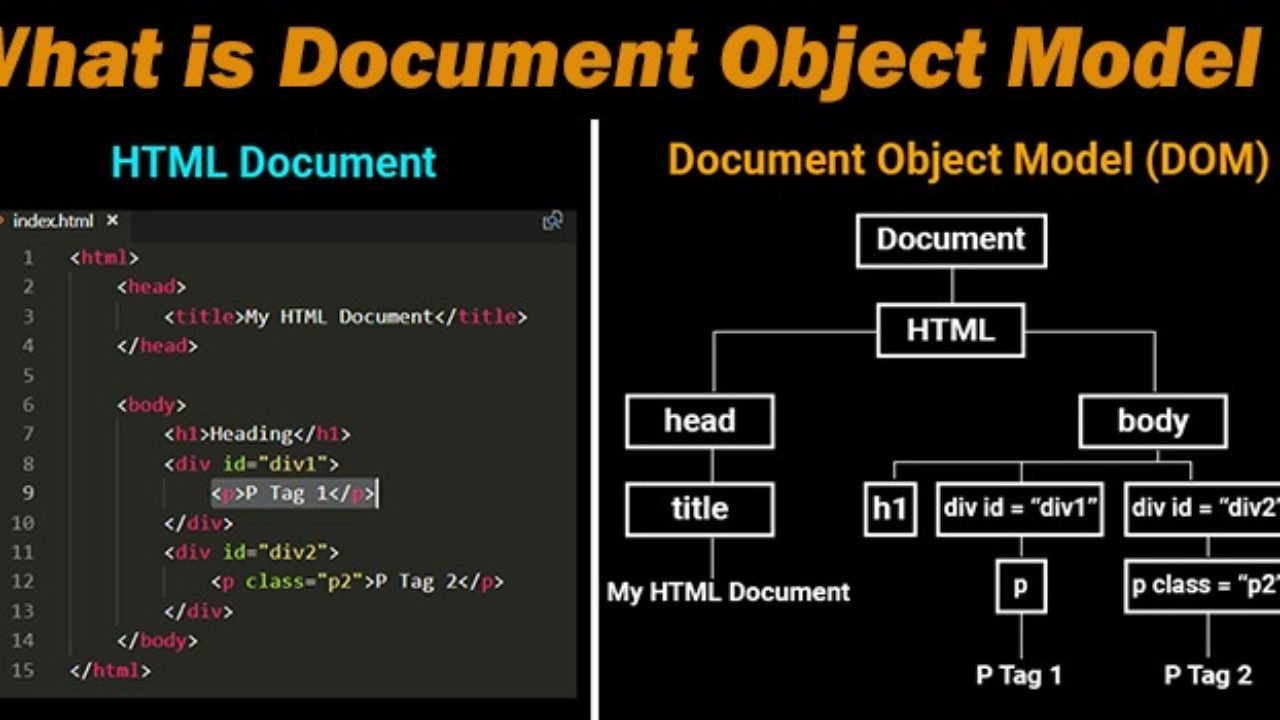 What is Document Object Model
HTML Document
index.html ×
1 <html>
2 <head>
3 <title>My HTML Document</title>
4 </head>
5
6 <body>
7 <h1>Heading</h1>
8 <div id="div1">
9 <p>P Tag 1</p>
10 </div>
11 <div id="div2">
12 <p class="p2">P Tag 2</p>
13 </div>
14 </body>
15 </html>
Document Object Model (DOM)
Document
HTML
head
body
title
h1
div id = “div1”
div id = “div2”
My HTML Document
p
p class = “p2”
P Tag 1
P Tag 2